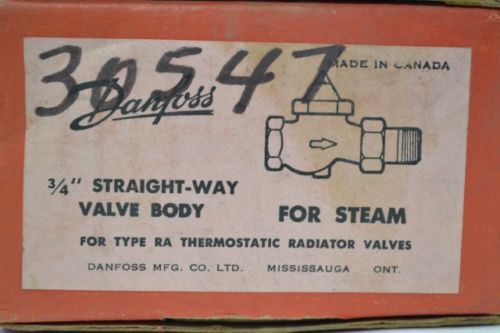 30547
MADE IN CANADA
Danfoss
3/4" STRAIGHT-WAY
VALVE BODY
FOR STEAM
FOR TYPE RA THERMOSTATIC RADIATOR VALVES
DANFOSS MFG. CO. LTD. MISSISSAUGA ONT.